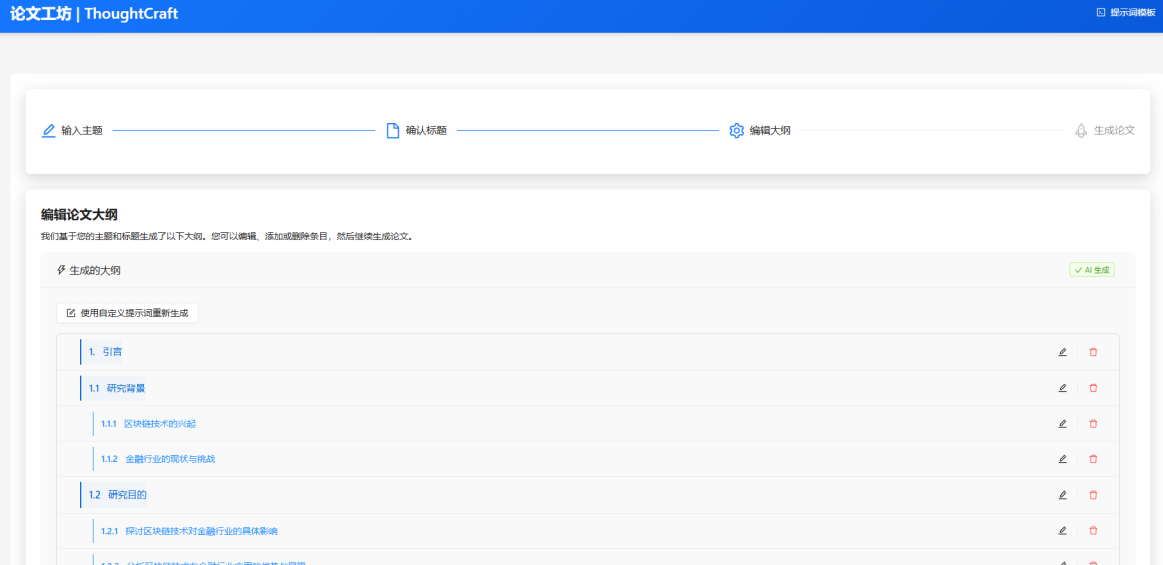 论文工坊 | ThoughtCraft
提示词模板
输入主题
确认标题
编辑大纲
生成论文
编辑论文大纲
我们基于您的主题和标题生成了以下大纲。您可以编辑、添加或删除条目，然后继续生成论文。
生成的大纲
AI 生成
使用自定义提示词重新生成
1. 引言
1.1 研究背景
1.1.1 区块链技术的兴起
1.1.2 金融行业的现状与挑战
1.2 研究目的
1.2.1 探讨区块链技术对金融行业的具体影响